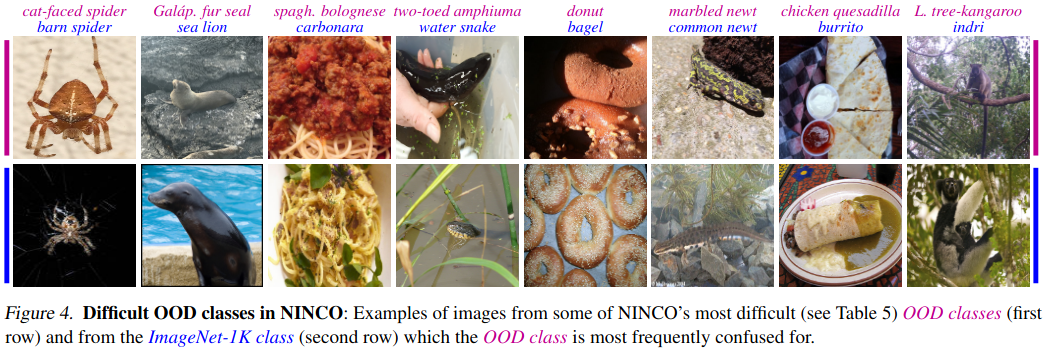 cat-faced spider Galáp. fur seal spagh. bolognese two-toed amphiuma donut marbled newt chicken quesadilla L. tree-kangaroo
barn spider sea lion carbonara water snake bagel common newt burrito indri
Figure 4. Difficult OOD classes in NINCO: Examples of images from some of NINCO's most difficult (see Table 5) OOD classes (first
row) and from the ImageNet-1K class (second row) which the OOD class is most frequently confused for.